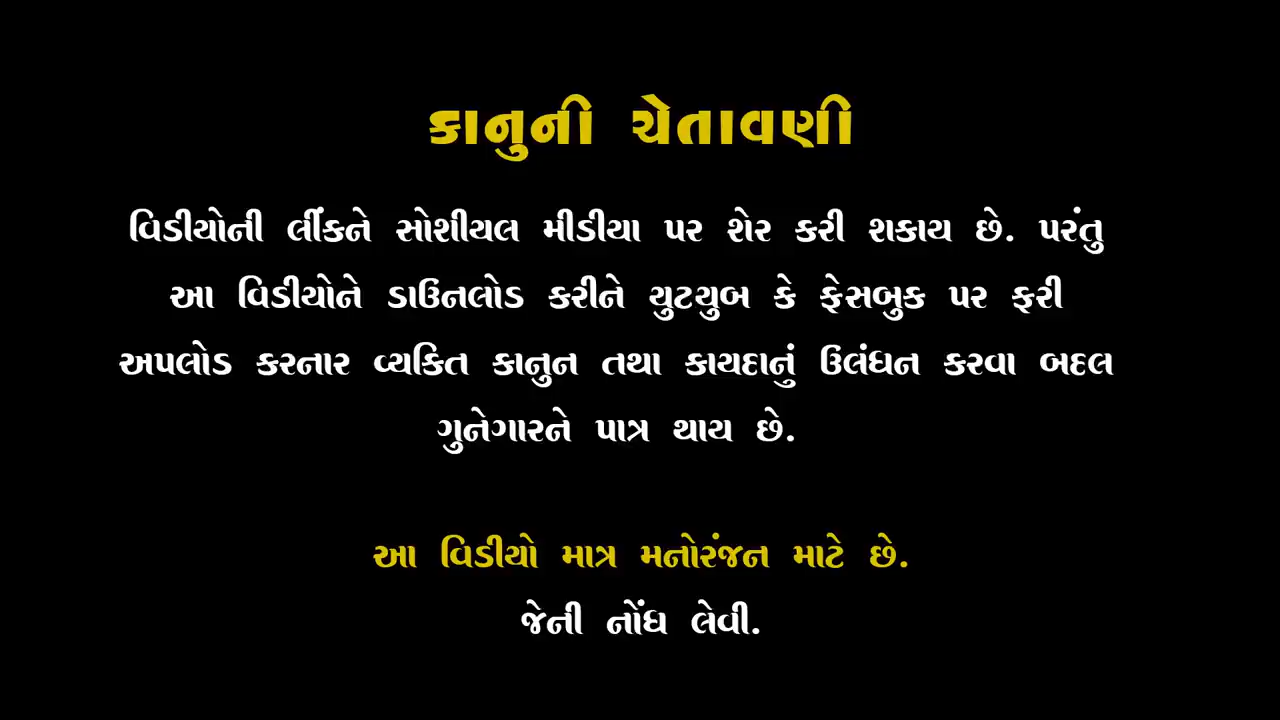 કાનુની ચેતાવણી
વિડીયોની લીંકને સોશીયલ મીડીયા પર શેર કરી શકાય છે. પરંતુ
આ વિડીયોને ડાઉનલોડ કરીને યુટયુબ કે ફેસબુક પર ફરી
અપલોડ કરનાર વ્યકિત કાનુન તથા કાયદાનું ઉલંઘન કરવા બદલ
ગુનેગારને પાત્ર થાય છે.
આ વિડીયો માત્ર મનોરંજન માટે છે.
જેની નોંધ લેવી.